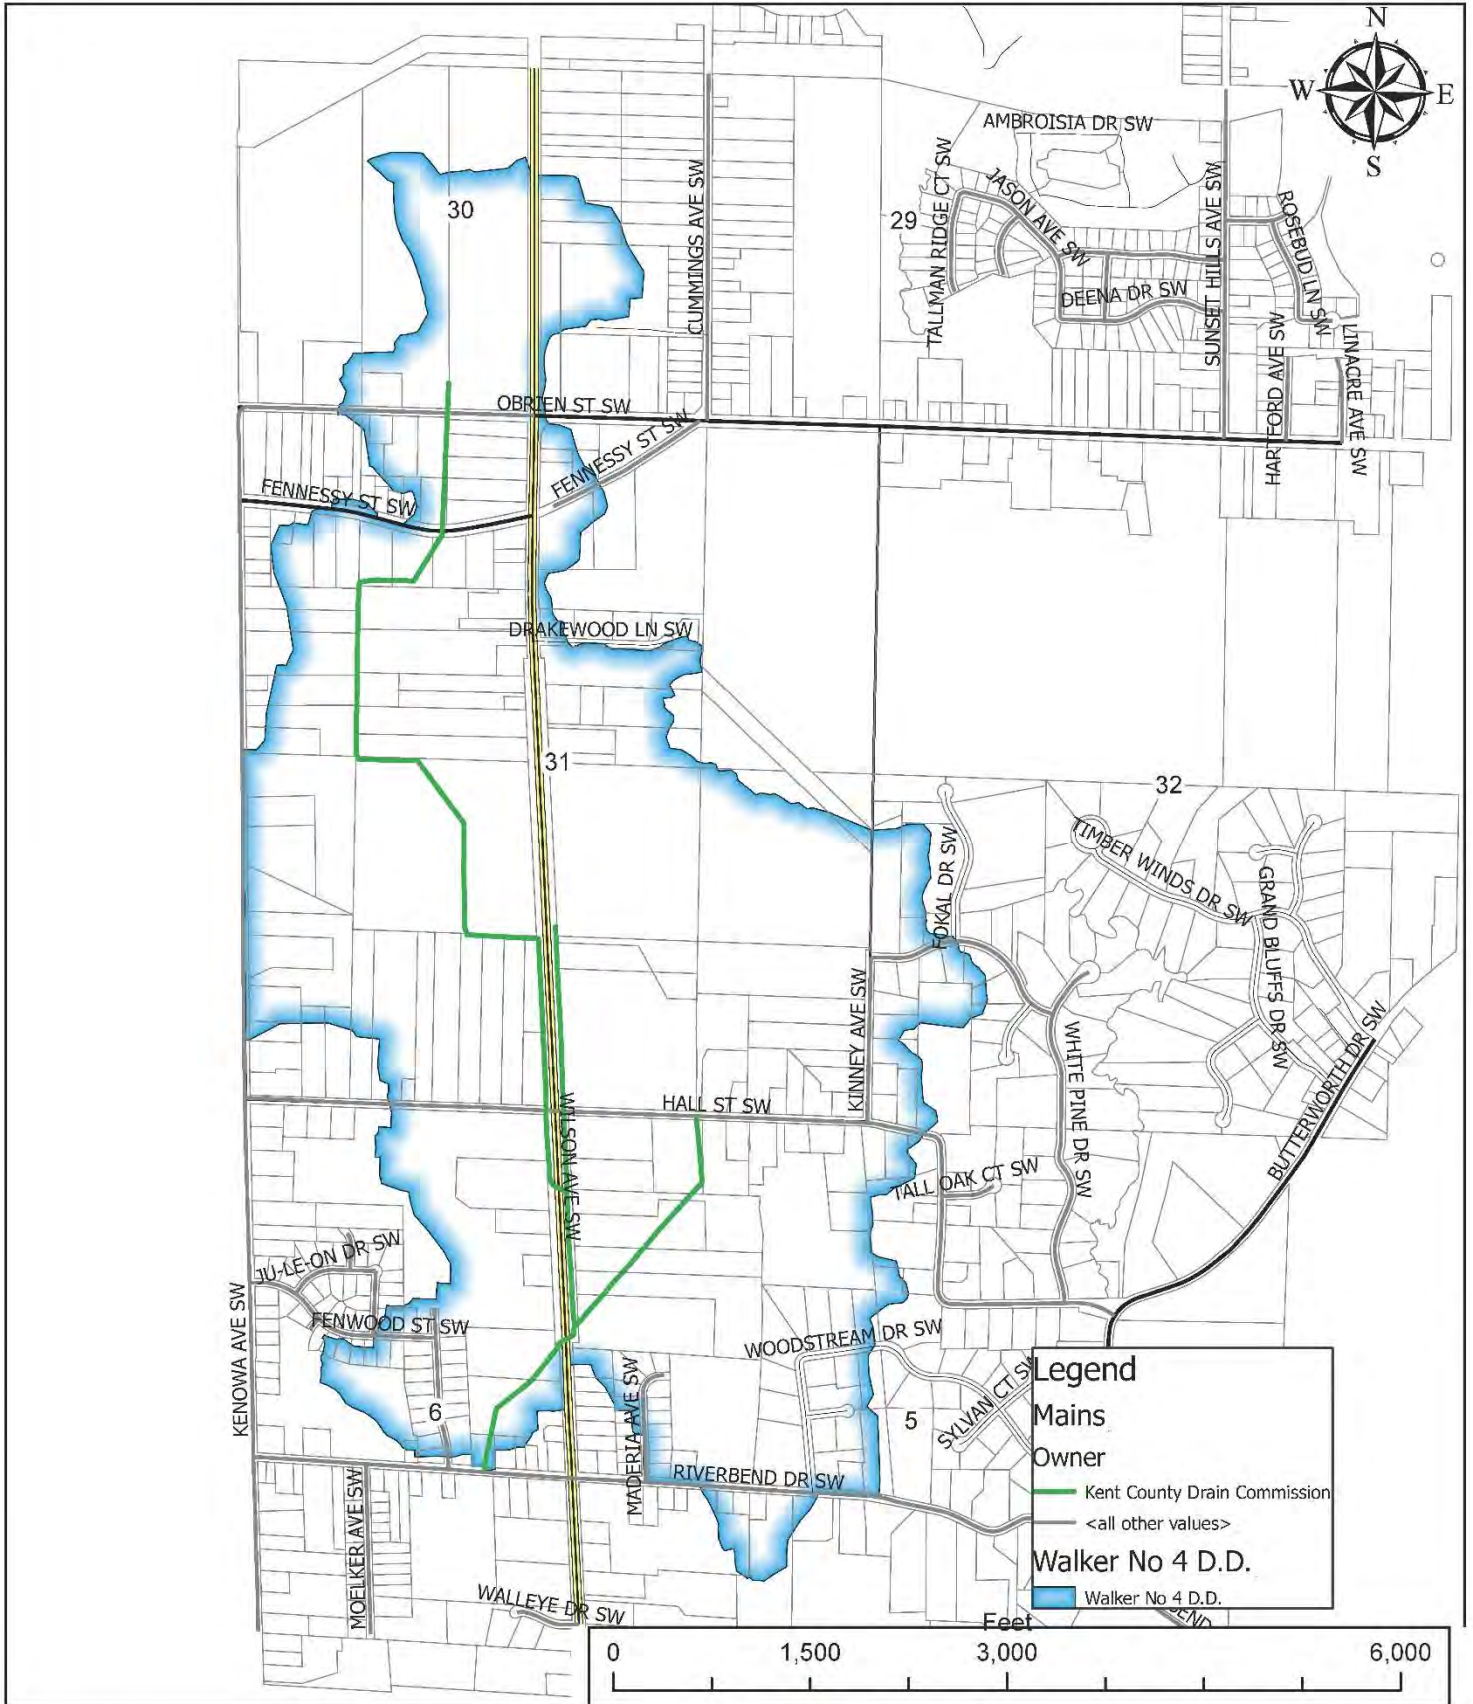 N
W
E
S
AMBROISIA DR SW
30
29
CUMMINGS AVE SW
TALLMAN RIDGE CT SW
JASON AVE SW
SUNSET HILLS AVE SW
ROSEBUD LN SW
DEENA DR SW
HARTFORD AVE SW
LINACRE AVE SW
OBRIEN ST SW
FENNESSY ST SW
FENNESSY ST SW
DRAKEWOOD LN SW
31
32
FOKAL DR SW
TIMBER WINDS DR SW
GRAND BLUFFS DR SW
KINNEY AVE SW
WHITE PINE DR SW
BUTTERWORTH DR SW
HALL ST SW
WILSON AVE SW
TALL OAK CT SW
JU-LE-ON DR SW
FENWOOD ST SW
KENOWA AVE SW
WOODSTREAM DR SW
MADERIA AVE SW
SYLVAN CT SW
6
5
RIVERBEND DR SW
MOELKER AVE SW
WALLEYE DR SW
Legend
Mains
Owner
Kent County Drain Commission
<all other values>
Walker No 4 D.D.
Walker No 4 D.D.
Feet
0 1,500 3,000 6,000